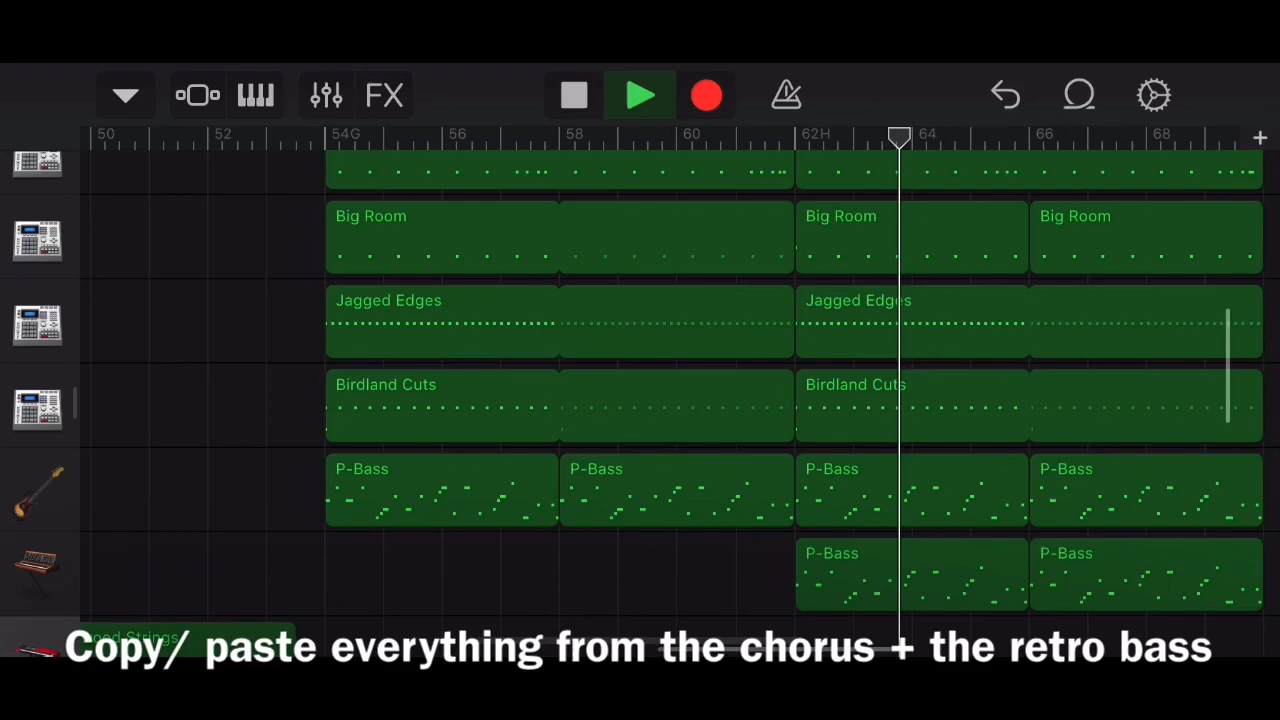 FX
50 52 54G 56 58 60 62H 64 66 68 +
Big Room Big Room Big Room
Jagged Edges Jagged Edges
Birdland Cuts Birdland Cuts
P-Bass P-Bass P-Bass P-Bass
P-Bass P-Bass
Strings
Copy/ paste everything from the chorus + the retro bass